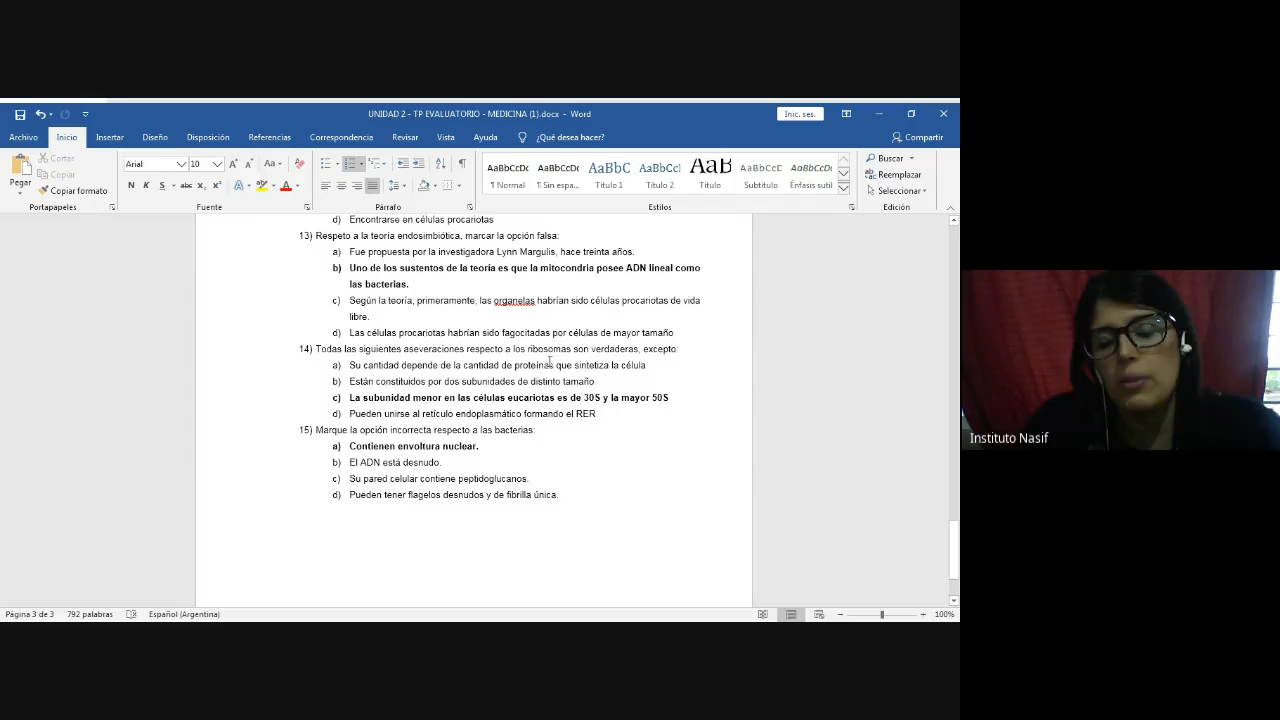 UNIDAD 2 - TP EVALUATORIO - MEDICINA (1).docx - Word
Inic. ses.
Archivo Inicio Insertar Diseño Disposición Referencias Correspondencia Revisar Vista Ayuda ¿Qué desea hacer? Compartir
Pegar
Cortar
Copiar
Copiar formato
Portapapeles
Arial 10
Fuente
Párrafo
AaBbCcDc AaBbCcDc AaBbC AaBbCcI AaB AaBbCcD AaBbCcDc
¶ Normal ¶ Sin espa... Título 1 Título 2 Título Subtítulo Énfasis sutil
Estilos
Buscar
Reemplazar
Seleccionar
Edición
d) Encontrarse en células procariotas
13) Respeto a la teoría endosimbiótica, marcar la opción falsa:
a) Fue propuesta por la investigadora Lynn Margulis, hace treinta años.
b) Uno de los sustentos de la teoría es que la mitocondria posee ADN lineal como
las bacterias.
c) Según la teoría, primeramente, las organelas habrían sido células procariotas de vida
libre.
d) Las células procariotas habrían sido fagocitadas por células de mayor tamaño
14) Todas las siguientes aseveraciones respecto a los ribosomas son verdaderas, excepto:
a) Su cantidad depende de la cantidad de proteínas que sintetiza la célula
b) Están constituidos por dos subunidades de distinto tamaño
c) La subunidad menor en las células eucariotas es de 30S y la mayor 50S
d) Pueden unirse al retículo endoplasmático formando el RER
15) Marque la opción incorrecta respecto a las bacterias:
a) Contienen envoltura nuclear.
b) El ADN está desnudo.
c) Su pared celular contiene peptidoglucanos.
d) Pueden tener flagelos desnudos y de fibrilla única.
Página 3 de 3 792 palabras Español (Argentina) 100%
Instituto Nasif